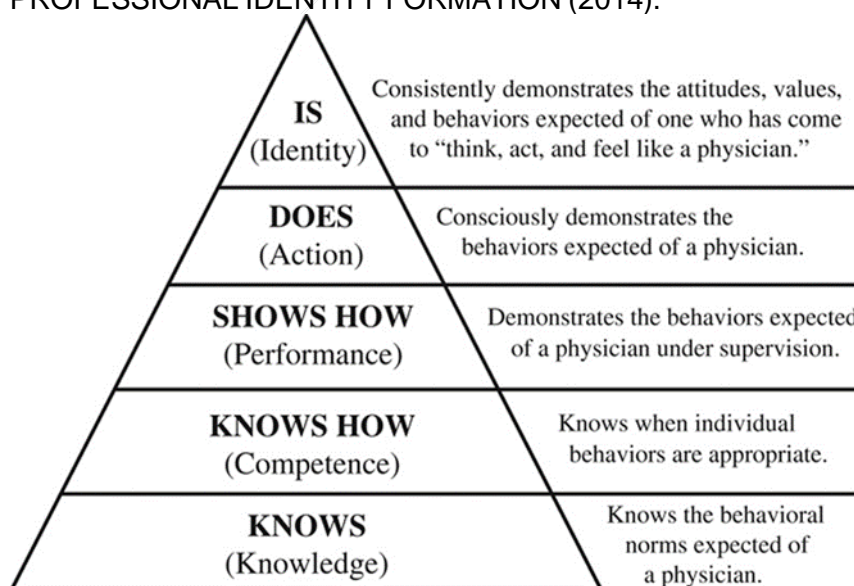 PROFESSIONAL IDENTITY FORMATION (2014).
IS
(Identity)
Consistently demonstrates the attitudes, values,
and behaviors expected of one who has come
to “think, act, and feel like a physician.”
DOES
(Action)
Consciously demonstrates the
behaviors expected of a physician.
SHOWS HOW
(Performance)
Demonstrates the behaviors expected
of a physician under supervision.
KNOWS HOW
(Competence)
Knows when individual
behaviors are appropriate.
KNOWS
(Knowledge)
Knows the behavioral
norms expected of
a physician.